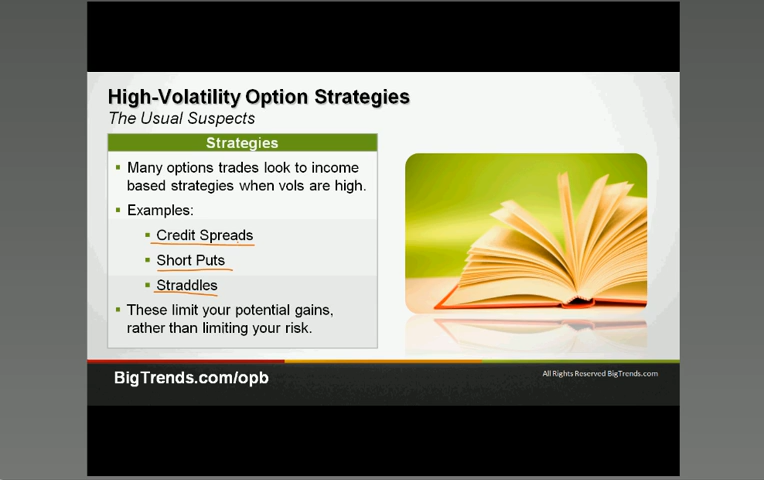 High-Volatility Option Strategies
The Usual Suspects
Strategies
Many options trades look to income
based strategies when vols are high.
Examples:
Credit Spreads
Short Puts
Straddles
These limit your potential gains,
rather than limiting your risk.
BigTrends.com/opb
All Rights Reserved BigTrends.com